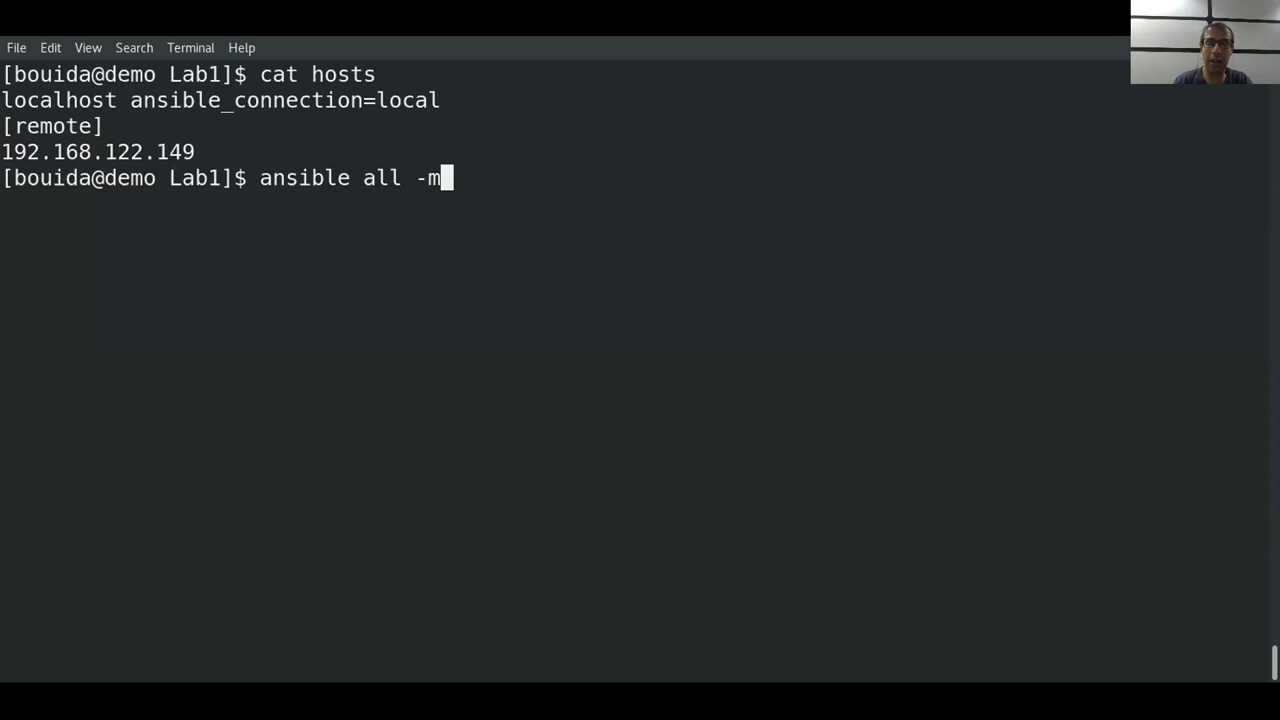 File Edit View Search Terminal Help
[bouida@demo Lab1]$ cat hosts
localhost ansible_connection=local
[remote]
192.168.122.149
[bouida@demo Lab1]$ ansible all -m